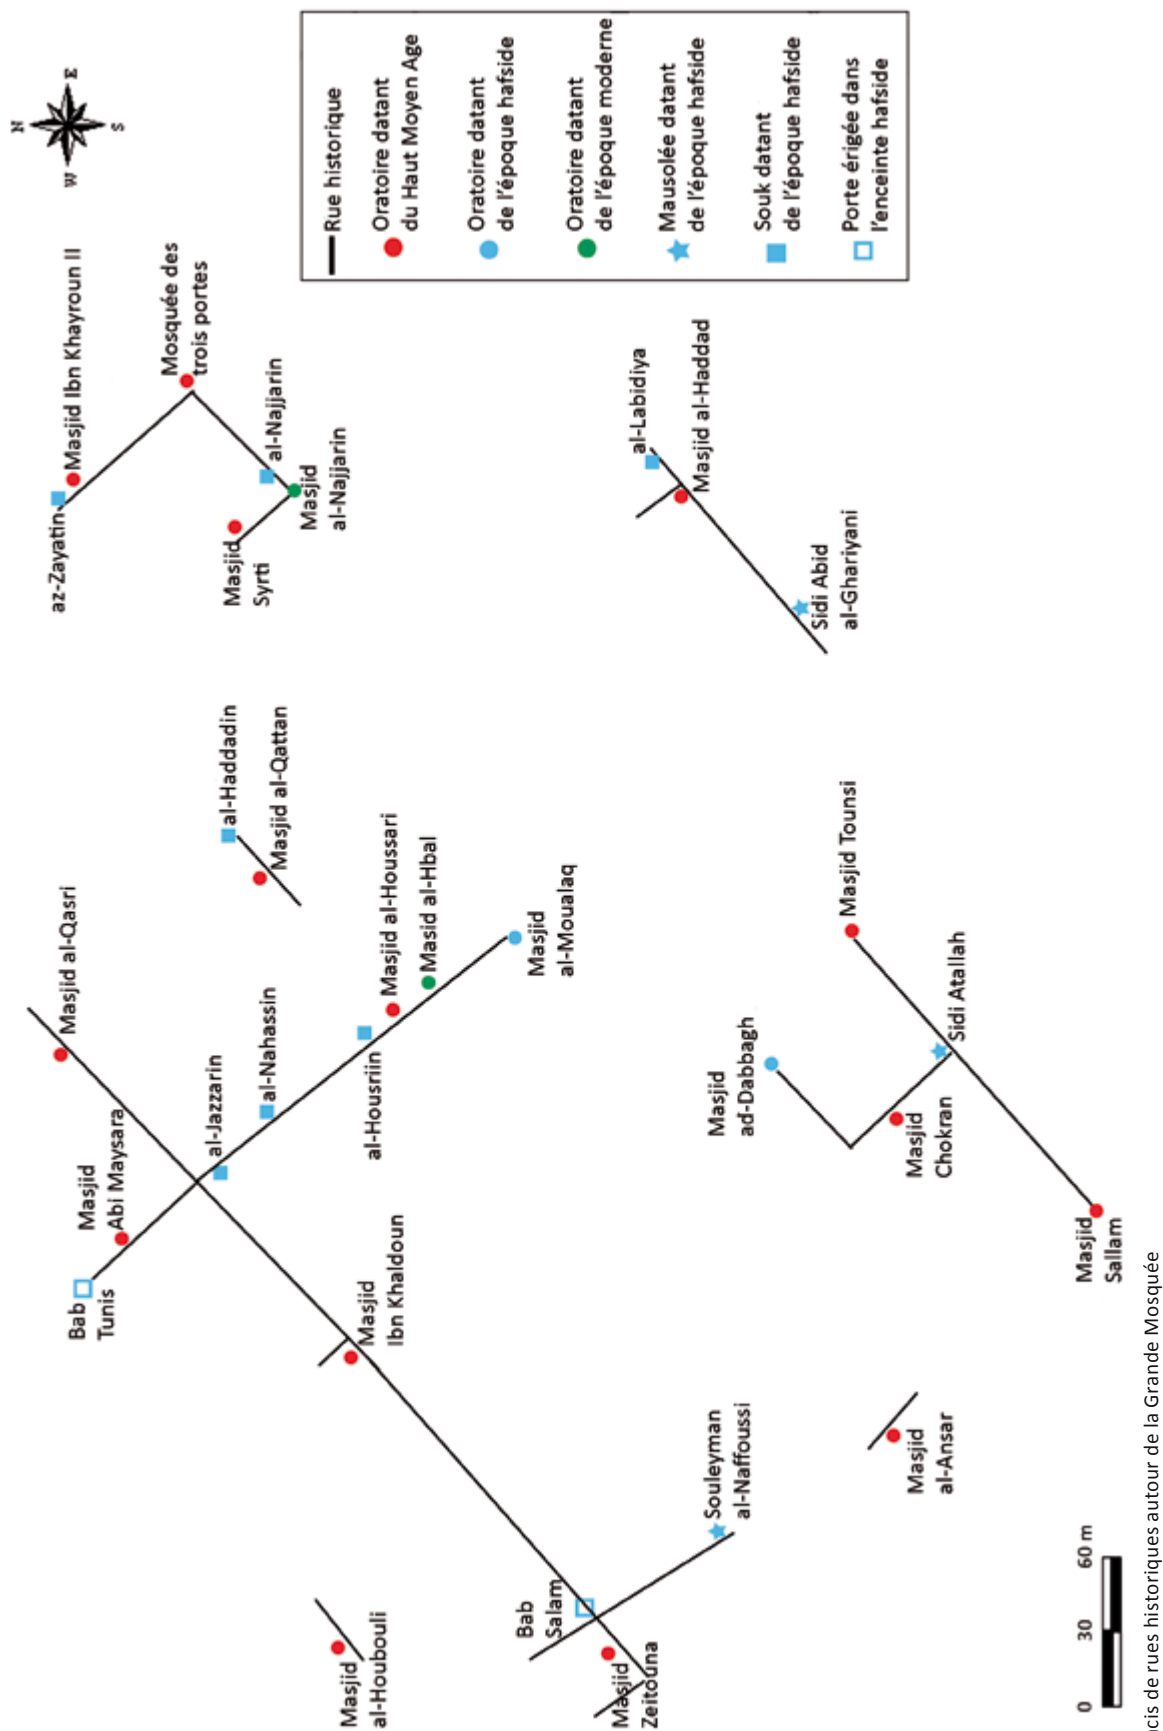 N
E
S
W
Rue historique
Oratoire datant
du Haut Moyen Age
Oratoire datant
de l'époque hafside
Oratoire datant
de l'époque moderne
Mausolée datant
de l'époque hafside
Souk datant
de l'époque hafside
Porte érigée dans
l'enceinte hafside
az-Zayatin
Masjid Ibn Khayroun II
Mosquée des
trois portes
al-Najjarin
Masjid
al-Najjarin
Masjid
Syrti
al-Labidiya
Masjid al-Haddad
Sidi Abid
al-Ghariyani
al-Haddadin
Masjid al-Qattan
Masjid al-Qasri
Masjid
Abi Maysara
Bab
Tunis
al-Jazzarin
al-Nahassin
al-Housriin
Masjid al-Houssari
Masid al-Hbal
Masjid
al-Moualaq
Masjid
Ibn Khaldoun
Masjid Tounsi
Masjid
ad-Dabbagh
Sidi Atallah
Masjid
Chokran
Masjid
Sallam
Masjid
al-Houbouli
Bab
Salam
Masjid
Zeitouna
Souleyman
al-Naffoussi
Masjid
al-Ansar
0 30 60 m
de rues historiques autour de la Grande Mosquée